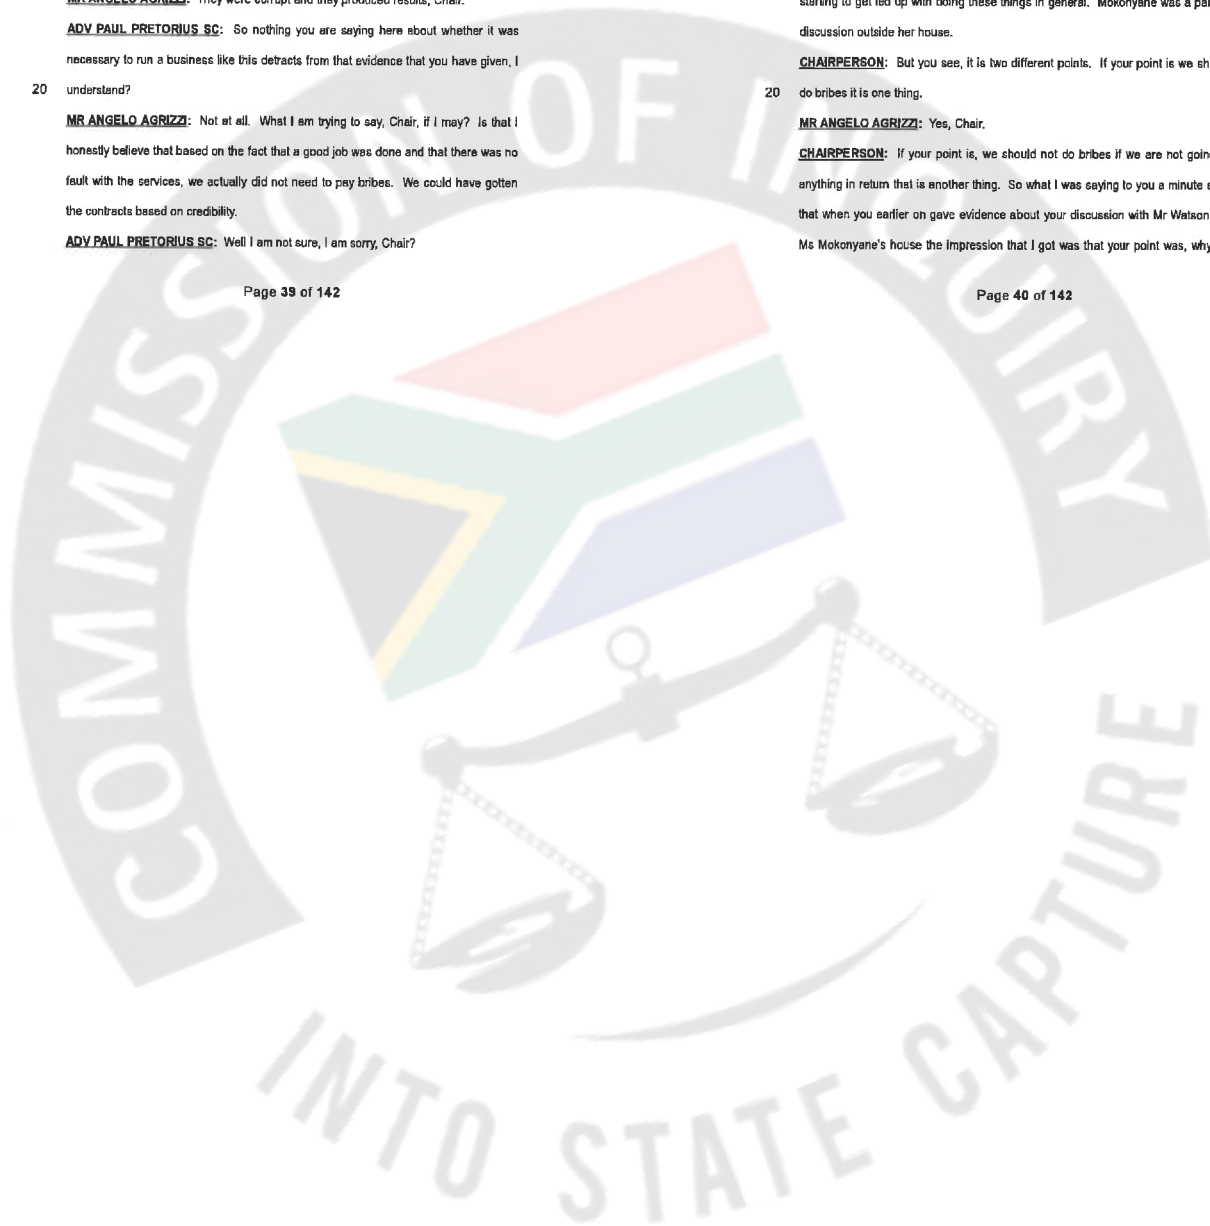 MR ANGELO AGRIZZI: They were corrupt and they produced results, Chair.
ADV PAUL PRETORIUS SC: So nothing you are saying here about whether it was
necessary to run a business like this detracts from that evidence that you have given, I
20 understand?
MR ANGELO AGRIZZI: Not at all. What I am trying to say, Chair, if I may? Is that I
honestly believe that based on the fact that a good job was done and that there was no
fault with the services, we actually did not need to pay bribes. We could have gotten
the contracts based on credibility.
ADV PAUL PRETORIUS SC: Well I am not sure, I am sorry, Chair?
Page 39 of 142
starting to get fed up with doing these things in general. Mokonyane was a
discussion outside her house.
CHAIRPERSON: But you see, it is two different points. If your point is we
20 do bribes it is one thing.
MR ANGELO AGRIZZI: Yes, Chair.
CHAIRPERSON: If your point is, we should not do bribes if we are not
anything in return that is another thing. So what I was saying to you a minute
that when you earlier on gave evidence about your discussion with Mr Watson
Ms Mokonyane's house the impression that I got was that your point was, why
Page 40 of 142
COMMISSION OF INQUIRY
INTO STATE CAPTURE